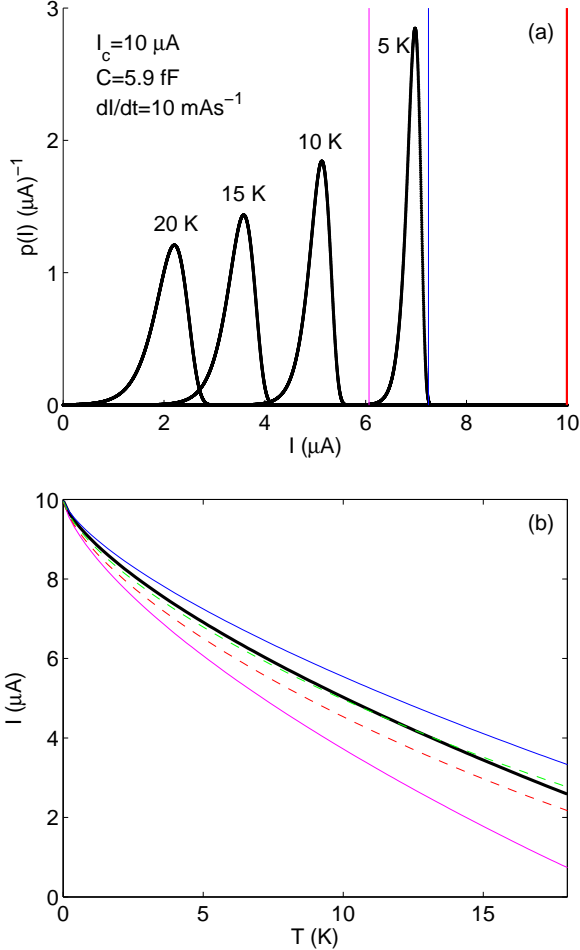 (a)
I_c=10 μA
C=5.9 fF
dI/dt=10 mAs⁻¹
5 K
10 K
15 K
20 K
p(I) (μA)⁻¹
3
2
1
0
0 2 4 6 8 10
I (μA)
(b)
I (μA)
10
8
6
4
2
0
0 5 10 15
T (K)